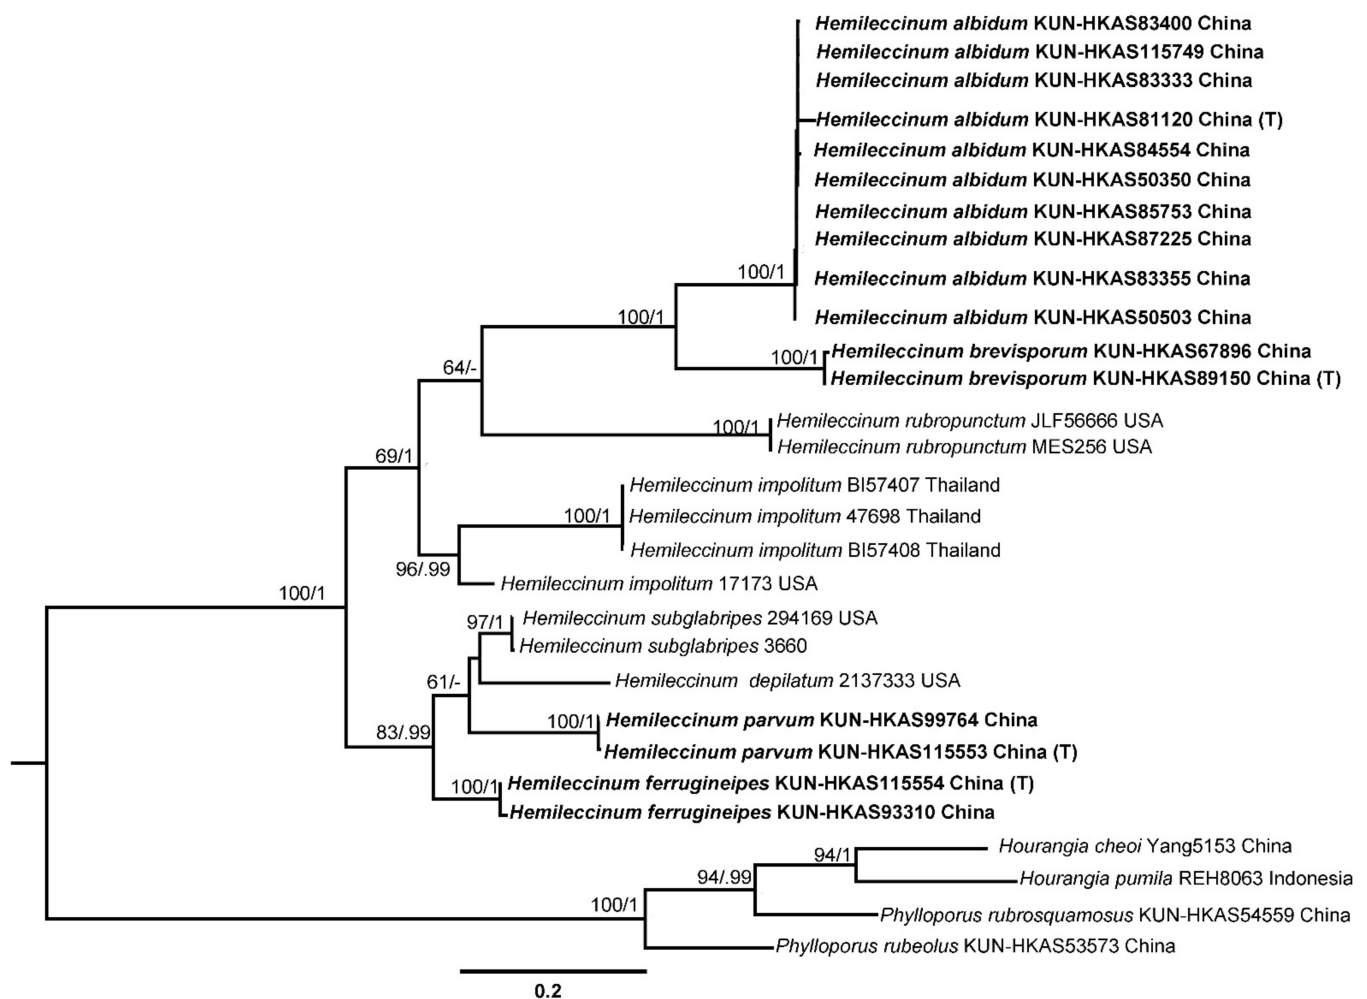 Hemileccinum albidum KUN-HKAS83400 China
Hemileccinum albidum KUN-HKAS115749 China
Hemileccinum albidum KUN-HKAS83333 China
Hemileccinum albidum KUN-HKAS81120 China (T)
Hemileccinum albidum KUN-HKAS84554 China
Hemileccinum albidum KUN-HKAS50350 China
Hemileccinum albidum KUN-HKAS85753 China
Hemileccinum albidum KUN-HKAS87225 China
100/1
Hemileccinum albidum KUN-HKAS83355 China
100/1
Hemileccinum albidum KUN-HKAS50503 China
100/1
Hemileccinum brevisporum KUN-HKAS67896 China
64/-
Hemileccinum brevisporum KUN-HKAS89150 China (T)
100/1
Hemileccinum rubropunctum JLF56666 USA
Hemileccinum rubropunctum MES256 USA
69/1
Hemileccinum impolitum BI57407 Thailand
100/1
Hemileccinum impolitum 47698 Thailand
Hemileccinum impolitum BI57408 Thailand
96/.99
Hemileccinum impolitum 17173 USA
100/1
97/1
Hemileccinum subglabripes 294169 USA
Hemileccinum subglabripes 3660
61/-
Hemileccinum depilatum 2137333 USA
100/1
Hemileccinum parvum KUN-HKAS99764 China
83/.99
Hemileccinum parvum KUN-HKAS115553 China (T)
100/1
Hemileccinum ferrugineipes KUN-HKAS115554 China (T)
Hemileccinum ferrugineipes KUN-HKAS93310 China
94/1
Hourangia cheoi Yang5153 China
94/.99
Hourangia pumila REH8063 Indonesia
100/1
Phylloporus rubrosquamosus KUN-HKAS54559 China
Phylloporus rubeolus KUN-HKAS53573 China
0.2